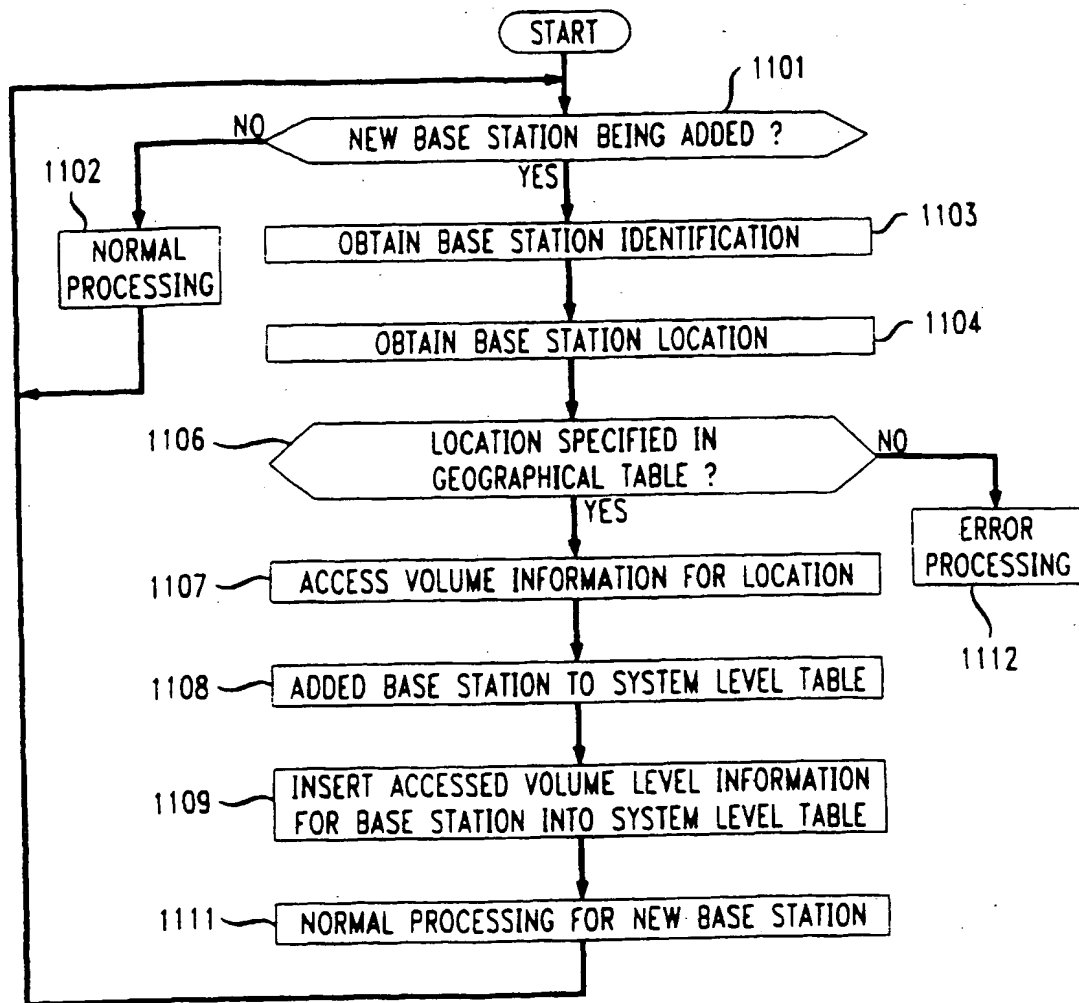 START
1101
NO
NEW BASE STATION BEING ADDED ?
YES
1102
NORMAL
PROCESSING
1103
OBTAIN BASE STATION IDENTIFICATION
1104
OBTAIN BASE STATION LOCATION
1106
LOCATION SPECIFIED IN
GEOGRAPHICAL TABLE ?
NO
YES
ERROR
PROCESSING
1112
1107
ACCESS VOLUME INFORMATION FOR LOCATION
1108
ADDED BASE STATION TO SYSTEM LEVEL TABLE
1109
INSERT ACCESSED VOLUME LEVEL INFORMATION
FOR BASE STATION INTO SYSTEM LEVEL TABLE
1111
NORMAL PROCESSING FOR NEW BASE STATION